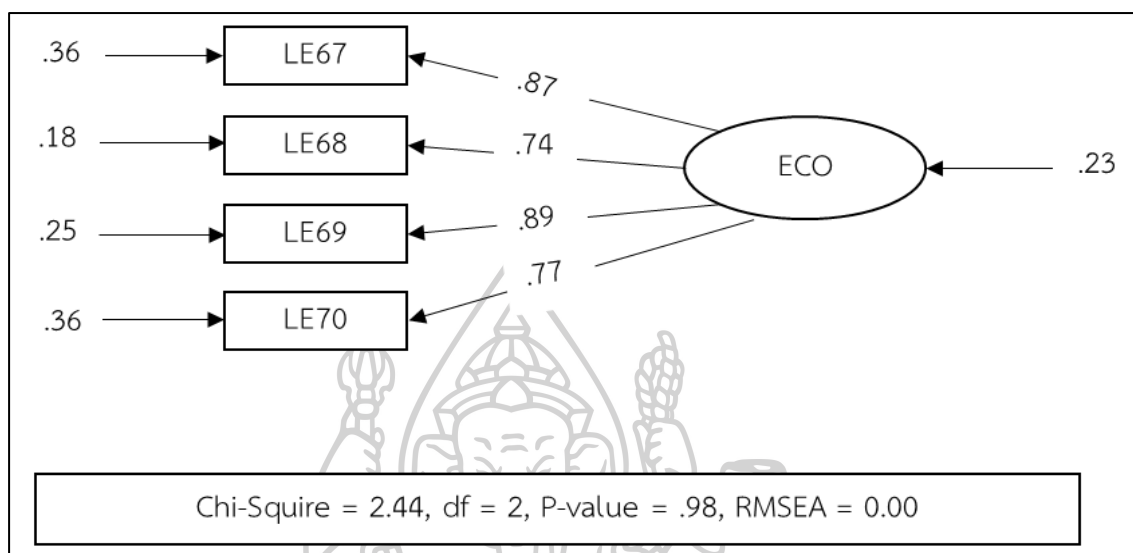 .36 LE67 .87
.18 LE68 .74 ECO .23
.25 LE69 .89
.36 LE70 .77
Chi-Squire = 2.44, df = 2, P-value = .98, RMSEA = 0.00